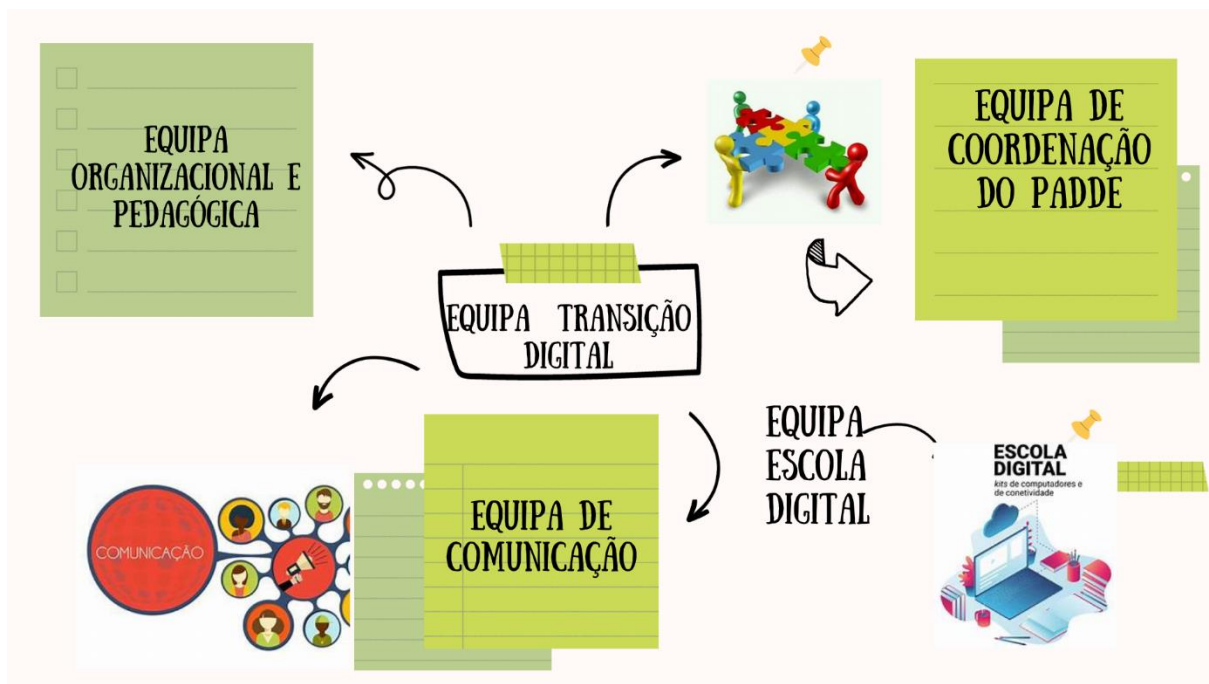 EQUIPA
ORGANIZACIONAL E
PEDAGÓGICA
EQUIPA DE
COORDENAÇÃO
DO PADDE
EQUIPA TRANSIÇÃO
DIGITAL
EQUIPA
ESCOLA
DIGITAL
ESCOLA
DIGITAL
kits de computadores e
de conetividade
COMUNICAÇÃO
EQUIPA DE
COMUNICAÇÃO